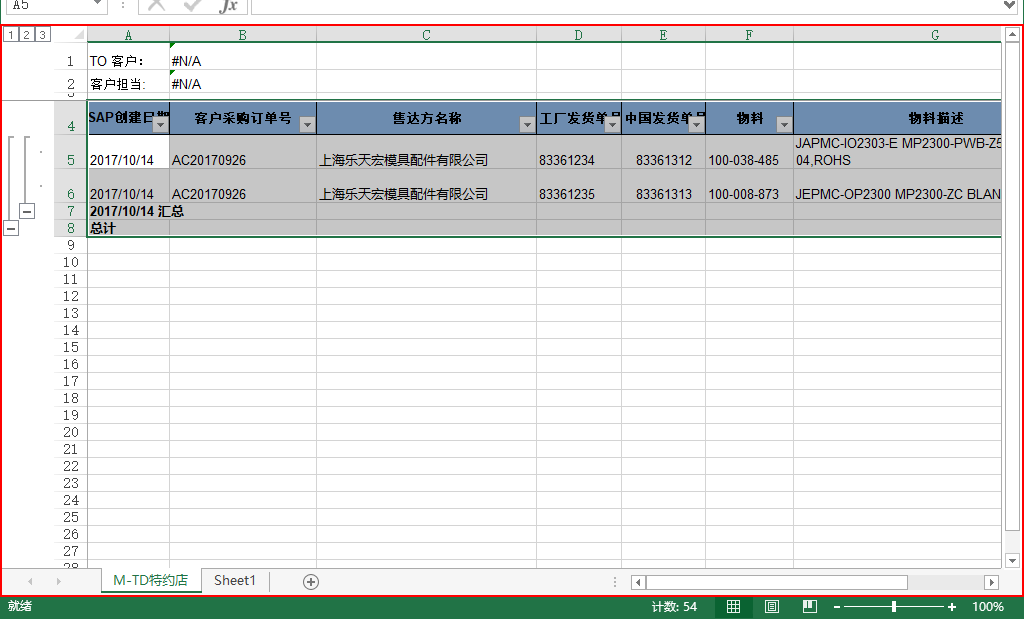 A5 fx
1 2 3 A B C D E F G
1 TO 客户： #N/A
2 客户担当: #N/A
3
4 SAP创建日期 客户采购订单号 售达方名称 工厂发货单号 中国发货单号 物料 物料描述
JAPMC-IO2303-E MP2300-PWB-Z5
5 2017/10/14 AC20170926 上海乐天宏模具配件有限公司 83361234 83361312 100-038-485 04,ROHS
6 2017/10/14 AC20170926 上海乐天宏模具配件有限公司 83361235 83361313 100-008-873 JEPMC-OP2300 MP2300-ZC BLAN
7 2017/10/14 汇总
8 总计
9
10
11
12
13
14
15
16
17
18
19
20
21
22
23
24
25
26
27
28
M-TD特约店 Sheet1
就绪 计数: 54 100%